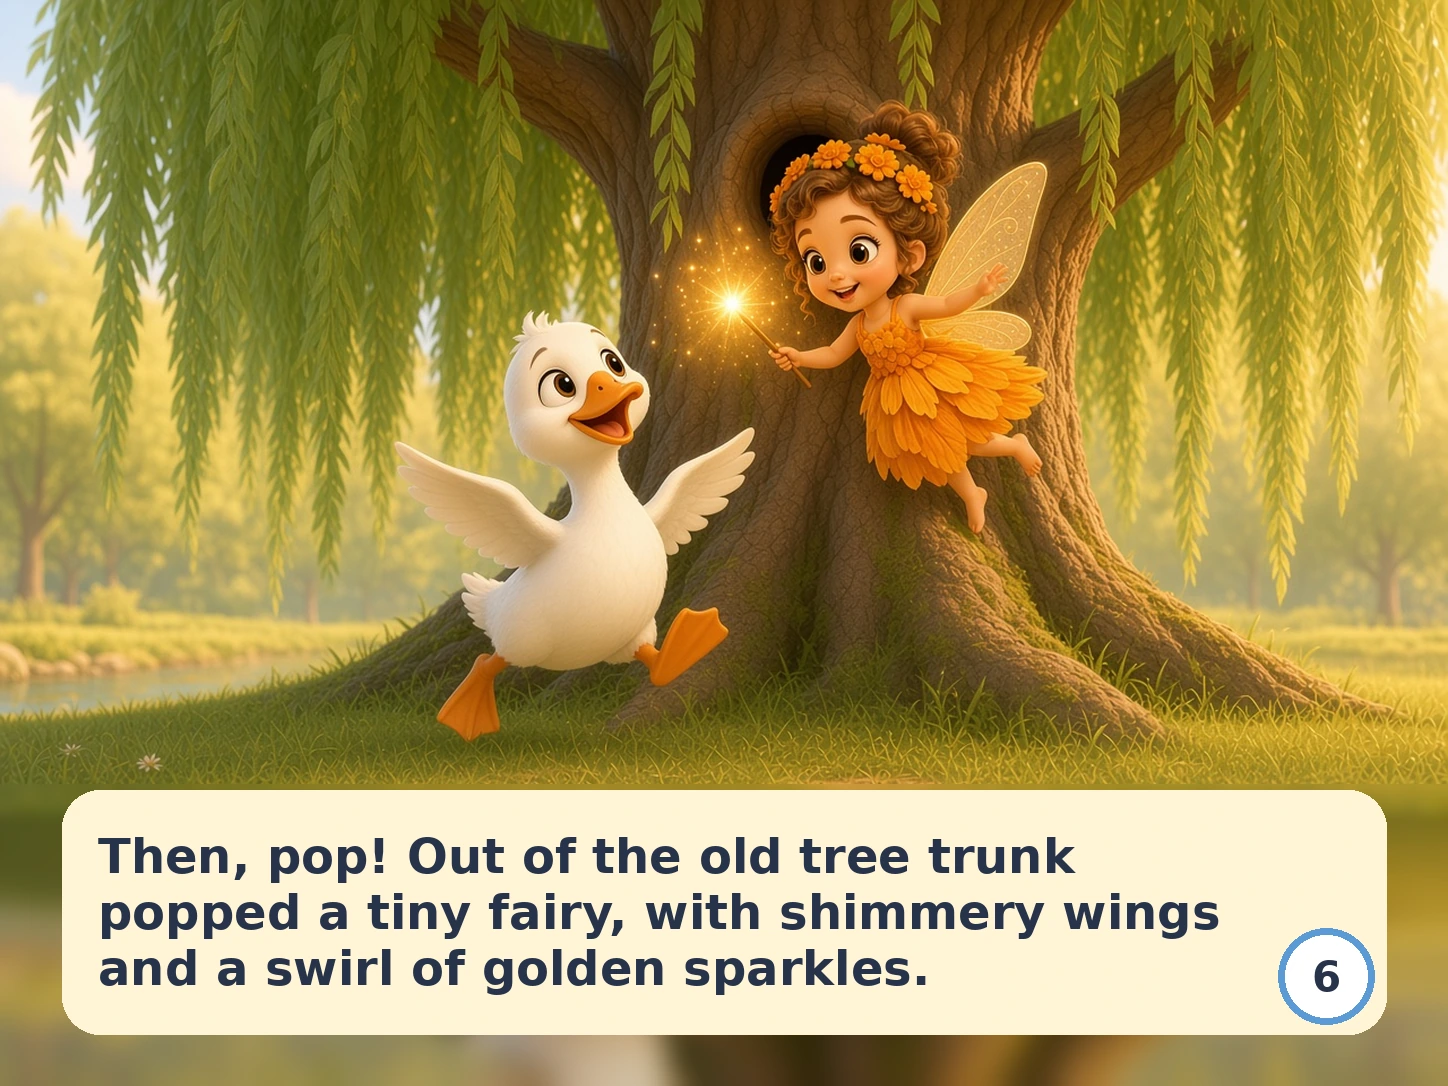 Then, pop! Out of the old tree trunk
popped a tiny fairy, with shimmery wings
and a swirl of golden sparkles.
6